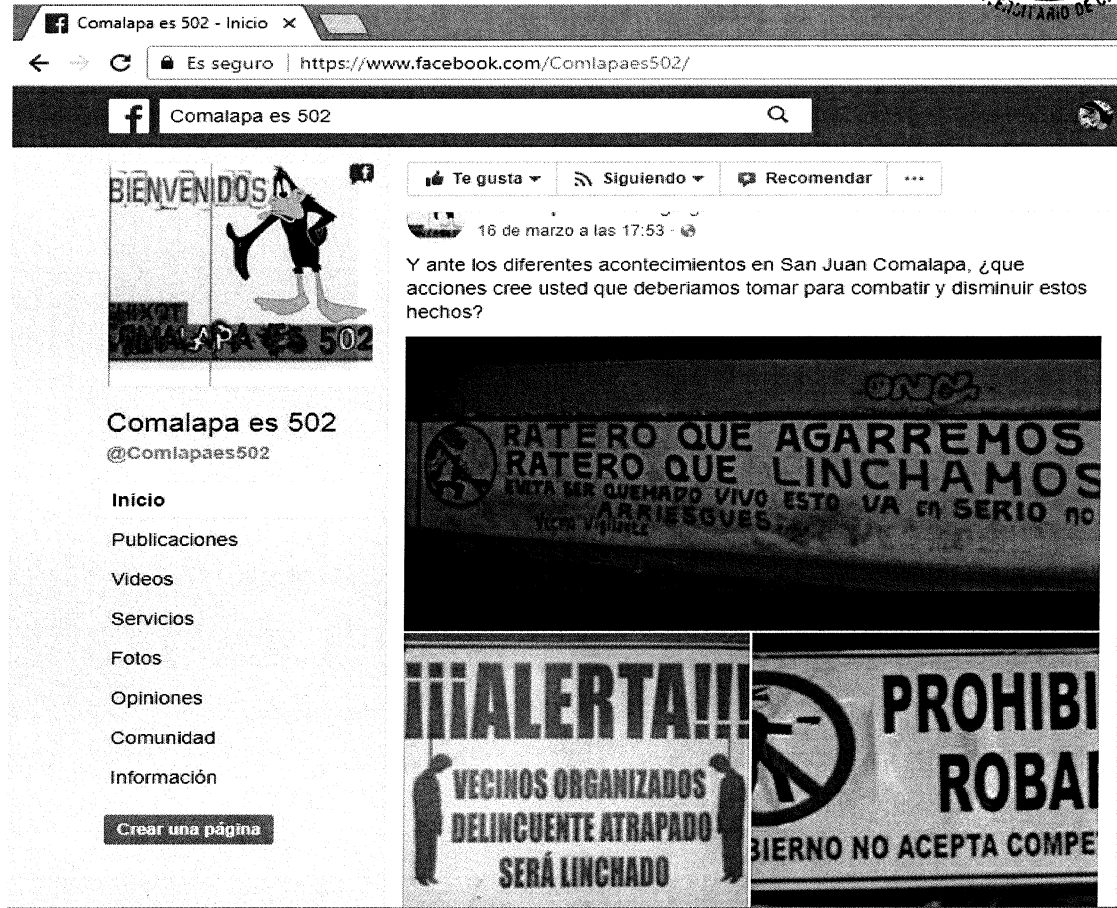 Comalapa es 502 - Inicio ×
Es seguro | https://www.facebook.com/Comlapaes502/
f Comalapa es 502
BIENVENIDOS
COMALAPA ES 502
Te gusta Siguiendo Recomendar ...
16 de marzo a las 17:53 ·
Y ante los diferentes acontecimientos en San Juan Comalapa, ¿que
acciones cree usted que deberiamos tomar para combatir y disminuir estos
hechos?
Comalapa es 502
@Comlapaes502
Inicio
Publicaciones
Videos
Servicios
Fotos
Opiniones
Comunidad
Información
Crear una página
RATERO QUE AGARREMOS
RATERO QUE LINCHAMOS
EVITA SER QUEMADO VIVO ESTO VA En SERIO no
ARRIESGUES.
¡¡¡ALERTA!!!
VECINOS ORGANIZADOS
DELINCUENTE ATRAPADO
SERÁ LINCHADO
PROHIBI
ROBA
BIERNO NO ACEPTA COMPE